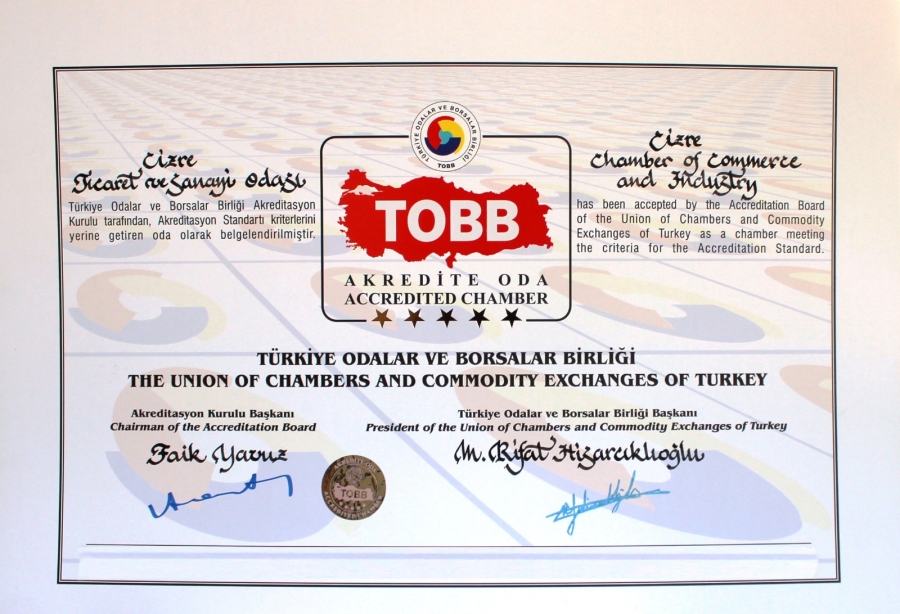 TÜRKİYE ODALAR VE BORSALAR BİRLİĞİ
TOBB
Cizre
Ticaret ve Sanayi Odası
Türkiye Odalar ve Borsalar Birliği Akreditasyon
Kurulu tarafından, Akreditasyon Standartı kriterlerini
yerine getiren oda olarak belgelendirilmiştir.
TOBB
AKREDİTE ODA
ACCREDITED CHAMBER
Cizre
Chamber of Commerce
and Industry
has been accepted by the Accreditation Board
of the Union of Chambers and Commodity
Exchanges of Turkey as a chamber meeting
the criteria for the Accreditation Standard.
TÜRKİYE ODALAR VE BORSALAR BİRLİĞİ
THE UNION OF CHAMBERS AND COMMODITY EXCHANGES OF TURKEY
Akreditasyon Kurulu Başkanı
Chairman of the Accreditation Board
Faik Yavuz
Türkiye Odalar ve Borsalar Birliği Başkanı
President of the Union of Chambers and Commodity Exchanges of Turkey
M. Rifat Hisarcıklıoğlu
AKREDİTE ODA
TOBB
ACCREDITED CHAMBER